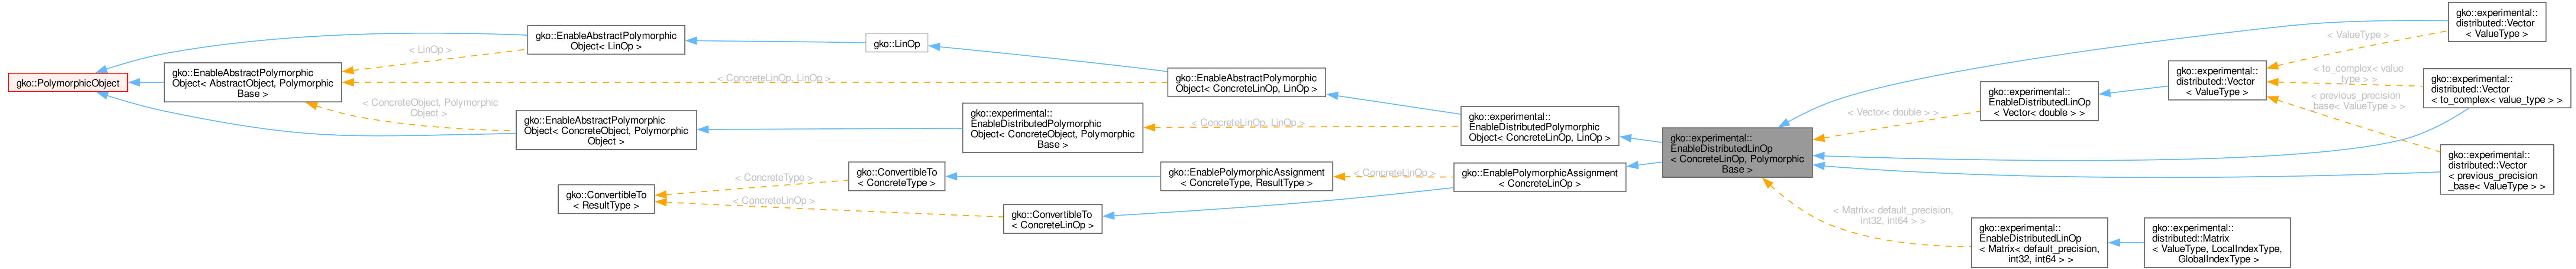 gko::PolymorphicObject
gko::EnableAbstractPolymorphic
Object< LinOp >
< LinOp >
gko::EnableAbstractPolymorphic
Object< AbstractObject, Polymorphic
Base >
< ConcreteObject, Polymorphic
Object >
gko::EnableAbstractPolymorphic
Object< ConcreteObject, Polymorphic
Object >
gko::LinOp
< ConcreteLinOp, LinOp >
gko::EnableAbstractPolymorphic
Object< ConcreteLinOp, LinOp >
gko::experimental::
EnableDistributedPolymorphic
Object< ConcreteObject, Polymorphic
Base >
< ConcreteLinOp, LinOp >
gko::experimental::
EnableDistributedPolymorphic
Object< ConcreteLinOp, LinOp >
gko::ConvertibleTo
< ResultType >
< ConcreteType >
< ConcreteLinOp >
gko::ConvertibleTo
< ConcreteType >
gko::ConvertibleTo
< ConcreteLinOp >
gko::EnablePolymorphicAssignment
< ConcreteType, ResultType >
< ConcreteLinOp >
gko::EnablePolymorphicAssignment
< ConcreteLinOp >
gko::experimental::
EnableDistributedLinOp
< ConcreteLinOp, Polymorphic
Base >
< Vector< double > >
gko::experimental::
EnableDistributedLinOp
< Vector< double > >
gko::experimental::
distributed::Vector
< ValueType >
< ValueType >
< to_complex< value
_type > >
< previous_precision
base< ValueType > >
gko::experimental::
distributed::Vector
< ValueType >
gko::experimental::
distributed::Vector
< to_complex< value_type > >
gko::experimental::
distributed::Vector
< previous_precision
_base< ValueType > >
< Matrix< default_precision,
int32, int64 > >
gko::experimental::
EnableDistributedLinOp
< Matrix< default_precision,
int32, int64 > >
gko::experimental::
distributed::Matrix
< ValueType, LocalIndexType,
GlobalIndexType >